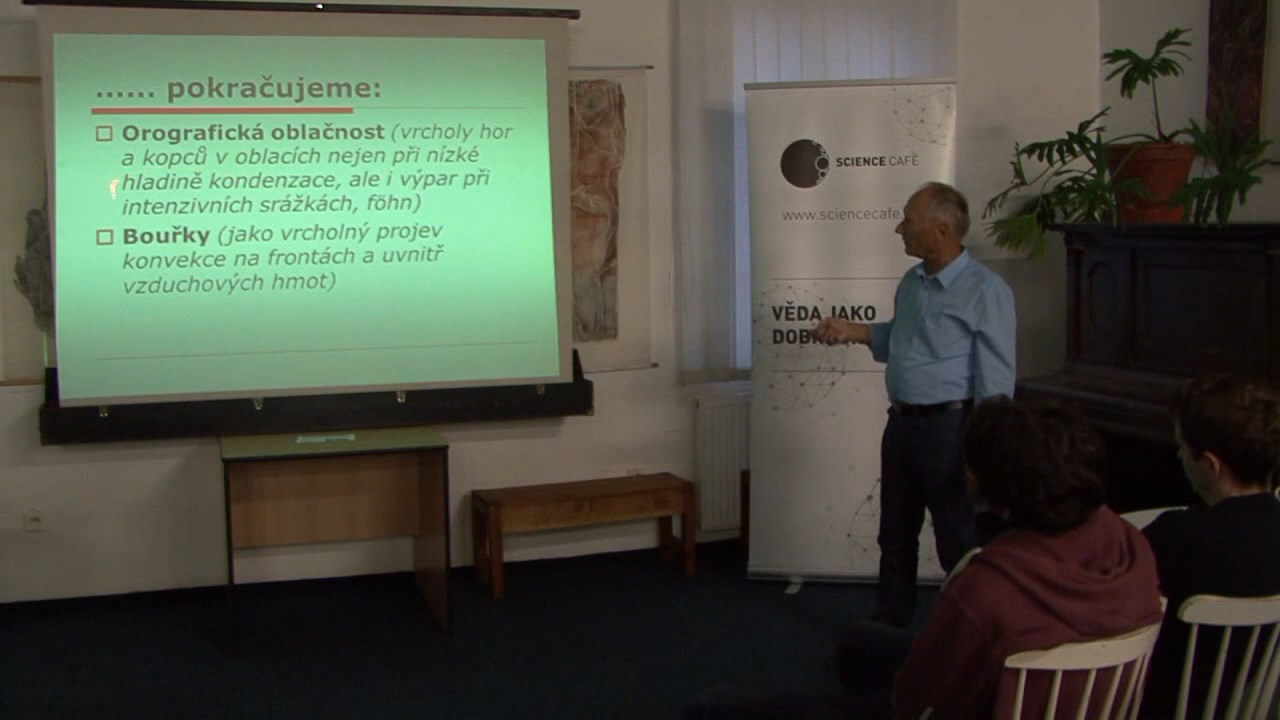 ...... pokračujeme:
Orografická oblačnost (vrcholy hor
a kopců v oblacích nejen při nízké
hladině kondenzace, ale i výpar při
intenzivních srážkách, föhn)
Bouřky (jako vrcholný projev
konvekce na frontách a uvnitř
vzduchových hmot)
SCIENCE CAFÉ
www.sciencecafe.
VĚDA JAKO